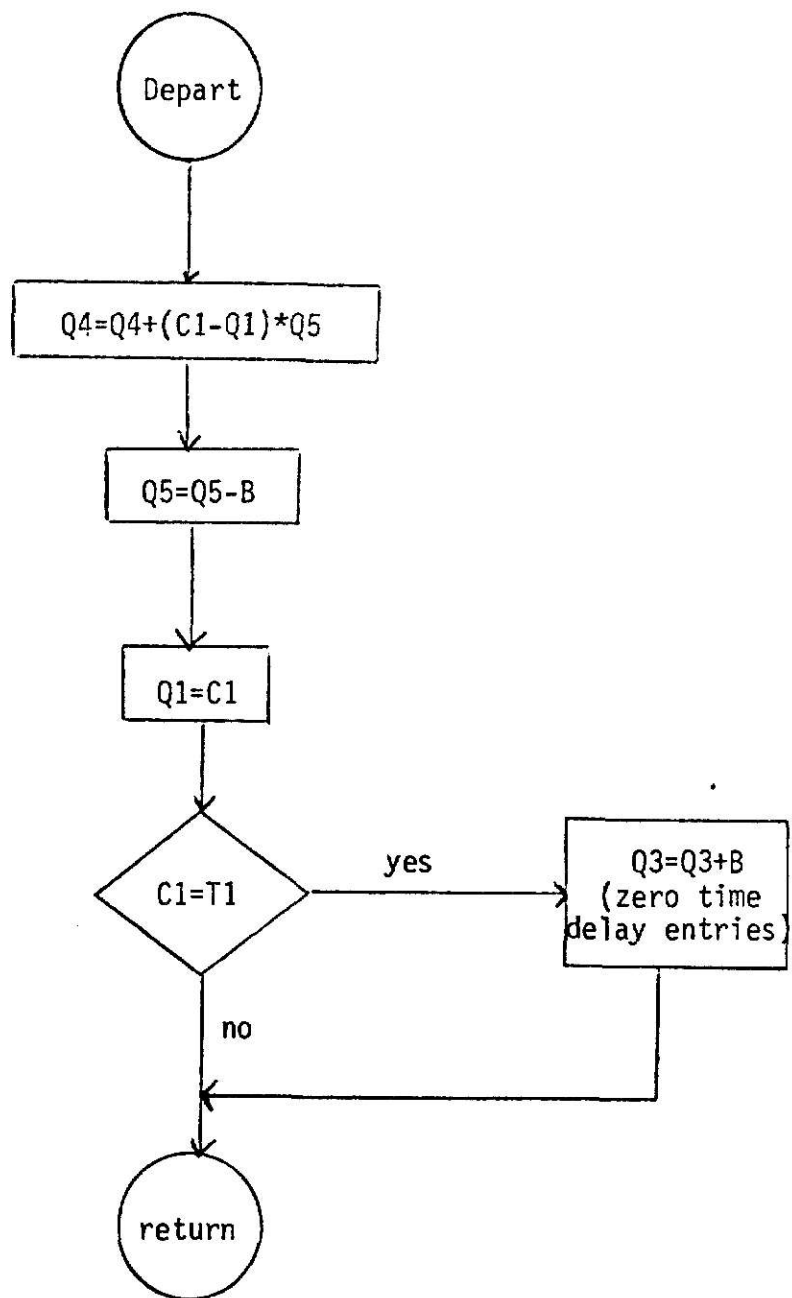 Depart
Q4=Q4+(C1-Q1)*Q5
Q5=Q5-B
Q1=C1
C1=T1
yes
Q3=Q3+B
(zero time
delay entries)
no
return